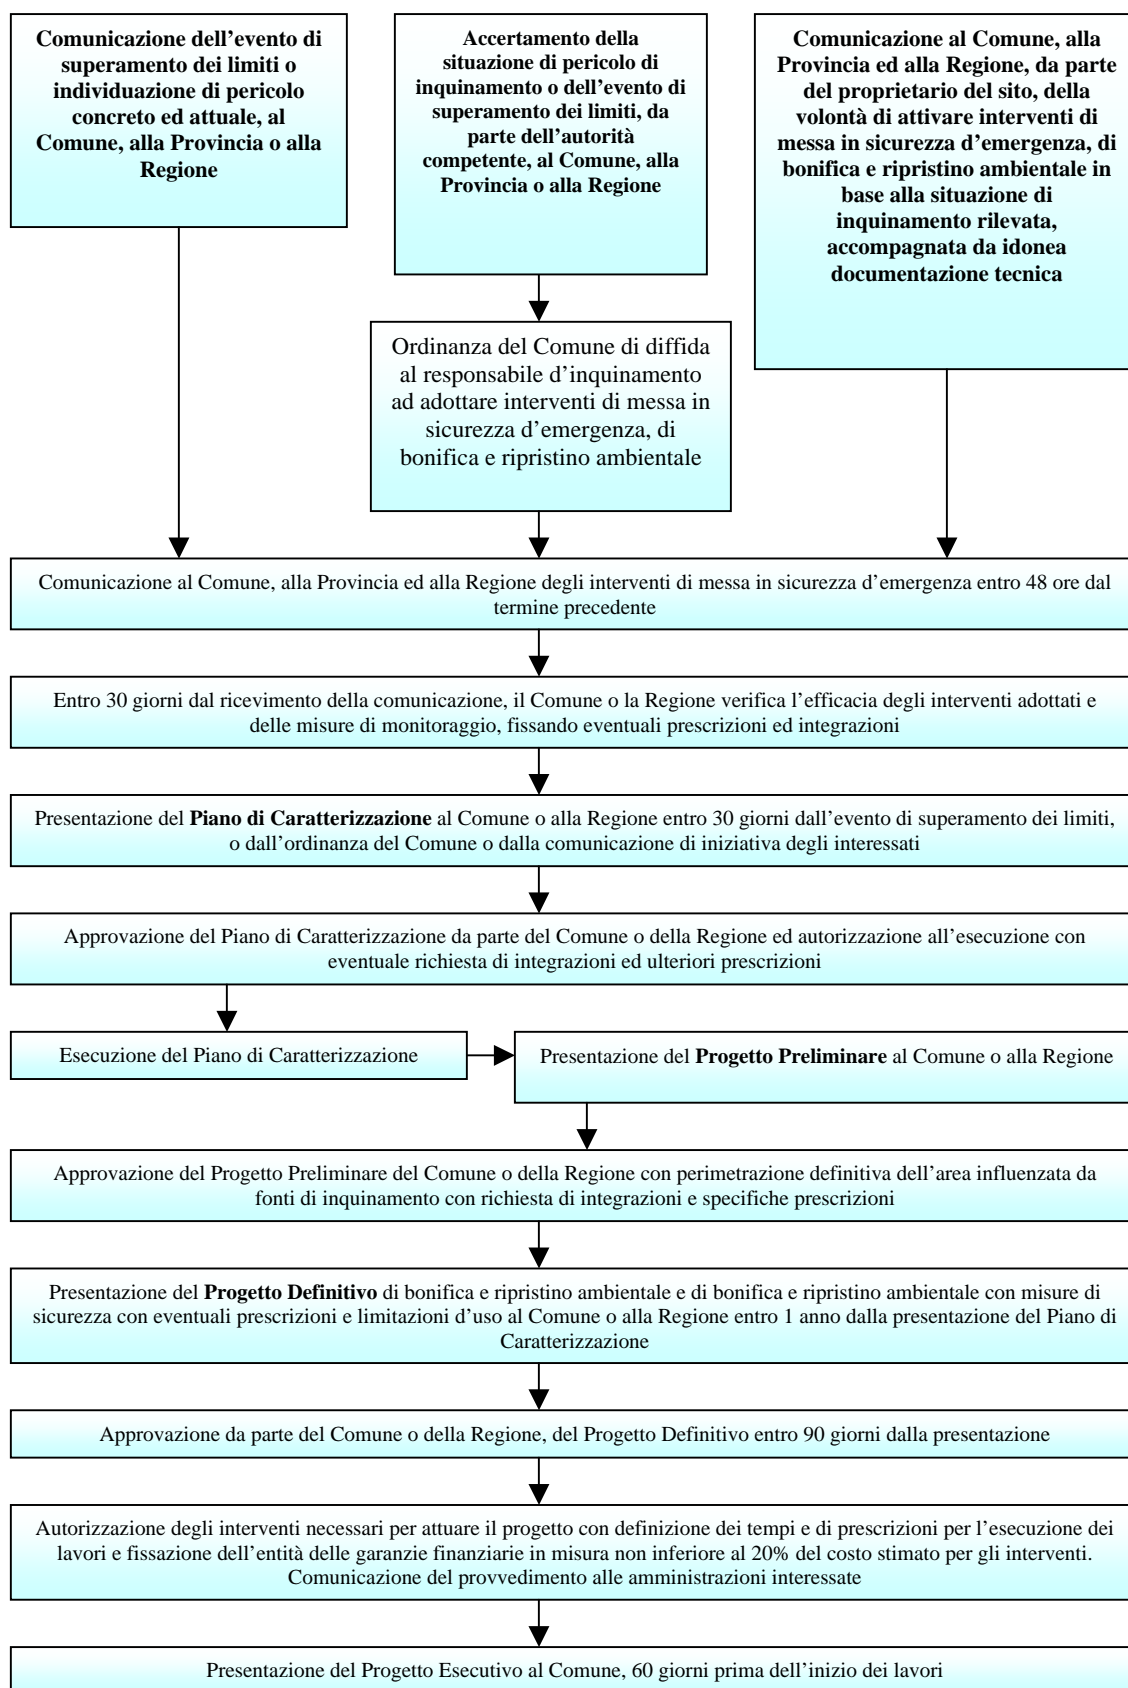 Comunicazione dell’evento di
superamento dei limiti o
individuazione di pericolo
concreto ed attuale, al
Comune, alla Provincia o alla
Regione
Accertamento della
situazione di pericolo di
inquinamento o dell’evento di
superamento dei limiti, da
parte dell’autorità
competente, al Comune, alla
Provincia o alla Regione
Comunicazione al Comune, alla
Provincia ed alla Regione, da parte
del proprietario del sito, della
volontà di attivare interventi di
messa in sicurezza d’emergenza, di
bonifica e ripristino ambientale in
base alla situazione di
inquinamento rilevata,
accompagnata da idonea
documentazione tecnica
Ordinanza del Comune di diffida
al responsabile d’inquinamento
ad adottare interventi di messa in
sicurezza d’emergenza, di
bonifica e ripristino ambientale
Comunicazione al Comune, alla Provincia ed alla Regione degli interventi di messa in sicurezza d’emergenza entro 48 ore dal
termine precedente
Entro 30 giorni dal ricevimento della comunicazione, il Comune o la Regione verifica l’efficacia degli interventi adottati e
delle misure di monitoraggio, fissando eventuali prescrizioni ed integrazioni
Presentazione del Piano di Caratterizzazione al Comune o alla Regione entro 30 giorni dall’evento di superamento dei limiti,
o dall’ordinanza del Comune o dalla comunicazione di iniziativa degli interessati
Approvazione del Piano di Caratterizzazione da parte del Comune o della Regione ed autorizzazione all’esecuzione con
eventuale richiesta di integrazioni ed ulteriori prescrizioni
Esecuzione del Piano di Caratterizzazione
Presentazione del Progetto Preliminare al Comune o alla Regione
Approvazione del Progetto Preliminare del Comune o della Regione con perimetrazione definitiva dell’area influenzata da
fonti di inquinamento con richiesta di integrazioni e specifiche prescrizioni
Presentazione del Progetto Definitivo di bonifica e ripristino ambientale e di bonifica e ripristino ambientale con misure di
sicurezza con eventuali prescrizioni e limitazioni d’uso al Comune o alla Regione entro 1 anno dalla presentazione del Piano di
Caratterizzazione
Approvazione da parte del Comune o della Regione, del Progetto Definitivo entro 90 giorni dalla presentazione
Autorizzazione degli interventi necessari per attuare il progetto con definizione dei tempi e di prescrizioni per l’esecuzione dei
lavori e fissazione dell’entità delle garanzie finanziarie in misura non inferiore al 20% del costo stimato per gli interventi.
Comunicazione del provvedimento alle amministrazioni interessate
Presentazione del Progetto Esecutivo al Comune, 60 giorni prima dell’inizio dei lavori